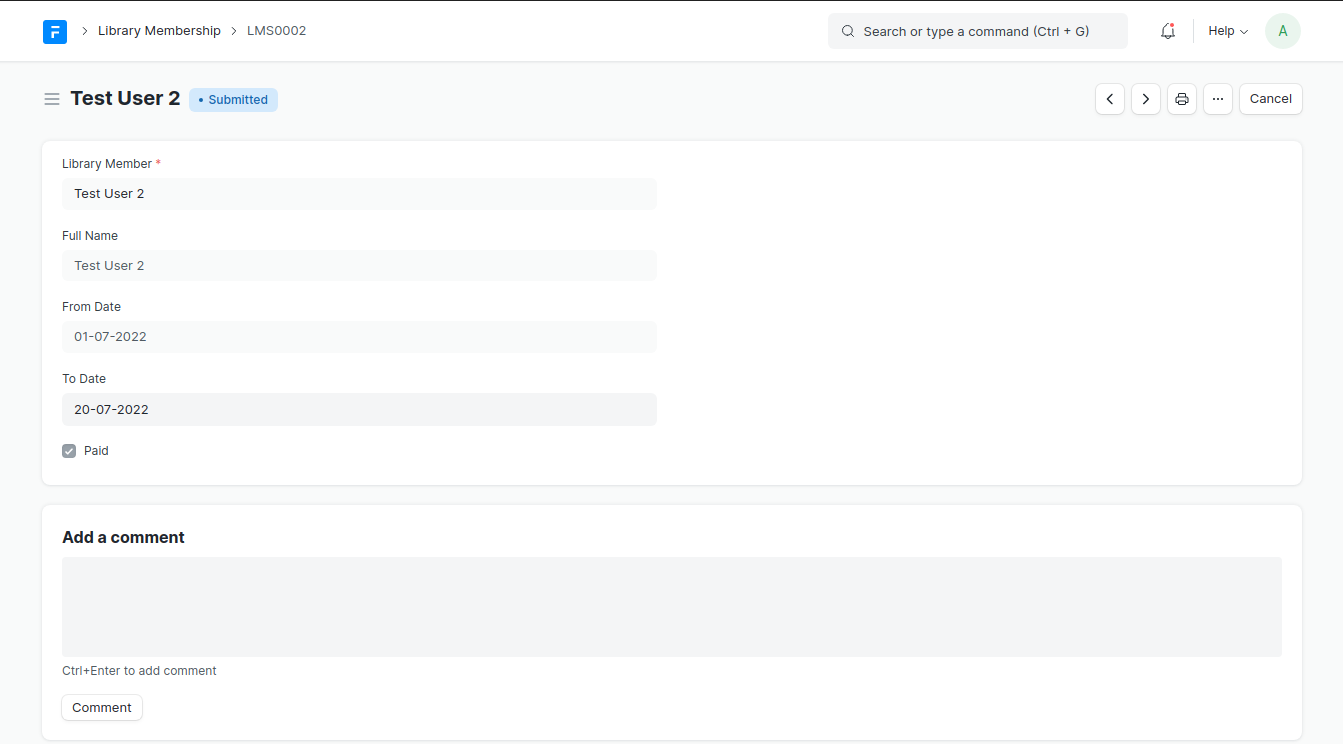 Library Membership LMS0002 Search or type a command (Ctrl + G) Help A
Test User 2 • Submitted ... Cancel
Library Member *
Test User 2
Full Name
Test User 2
From Date
01-07-2022
To Date
20-07-2022
Paid
Add a comment
Ctrl+Enter to add comment
Comment